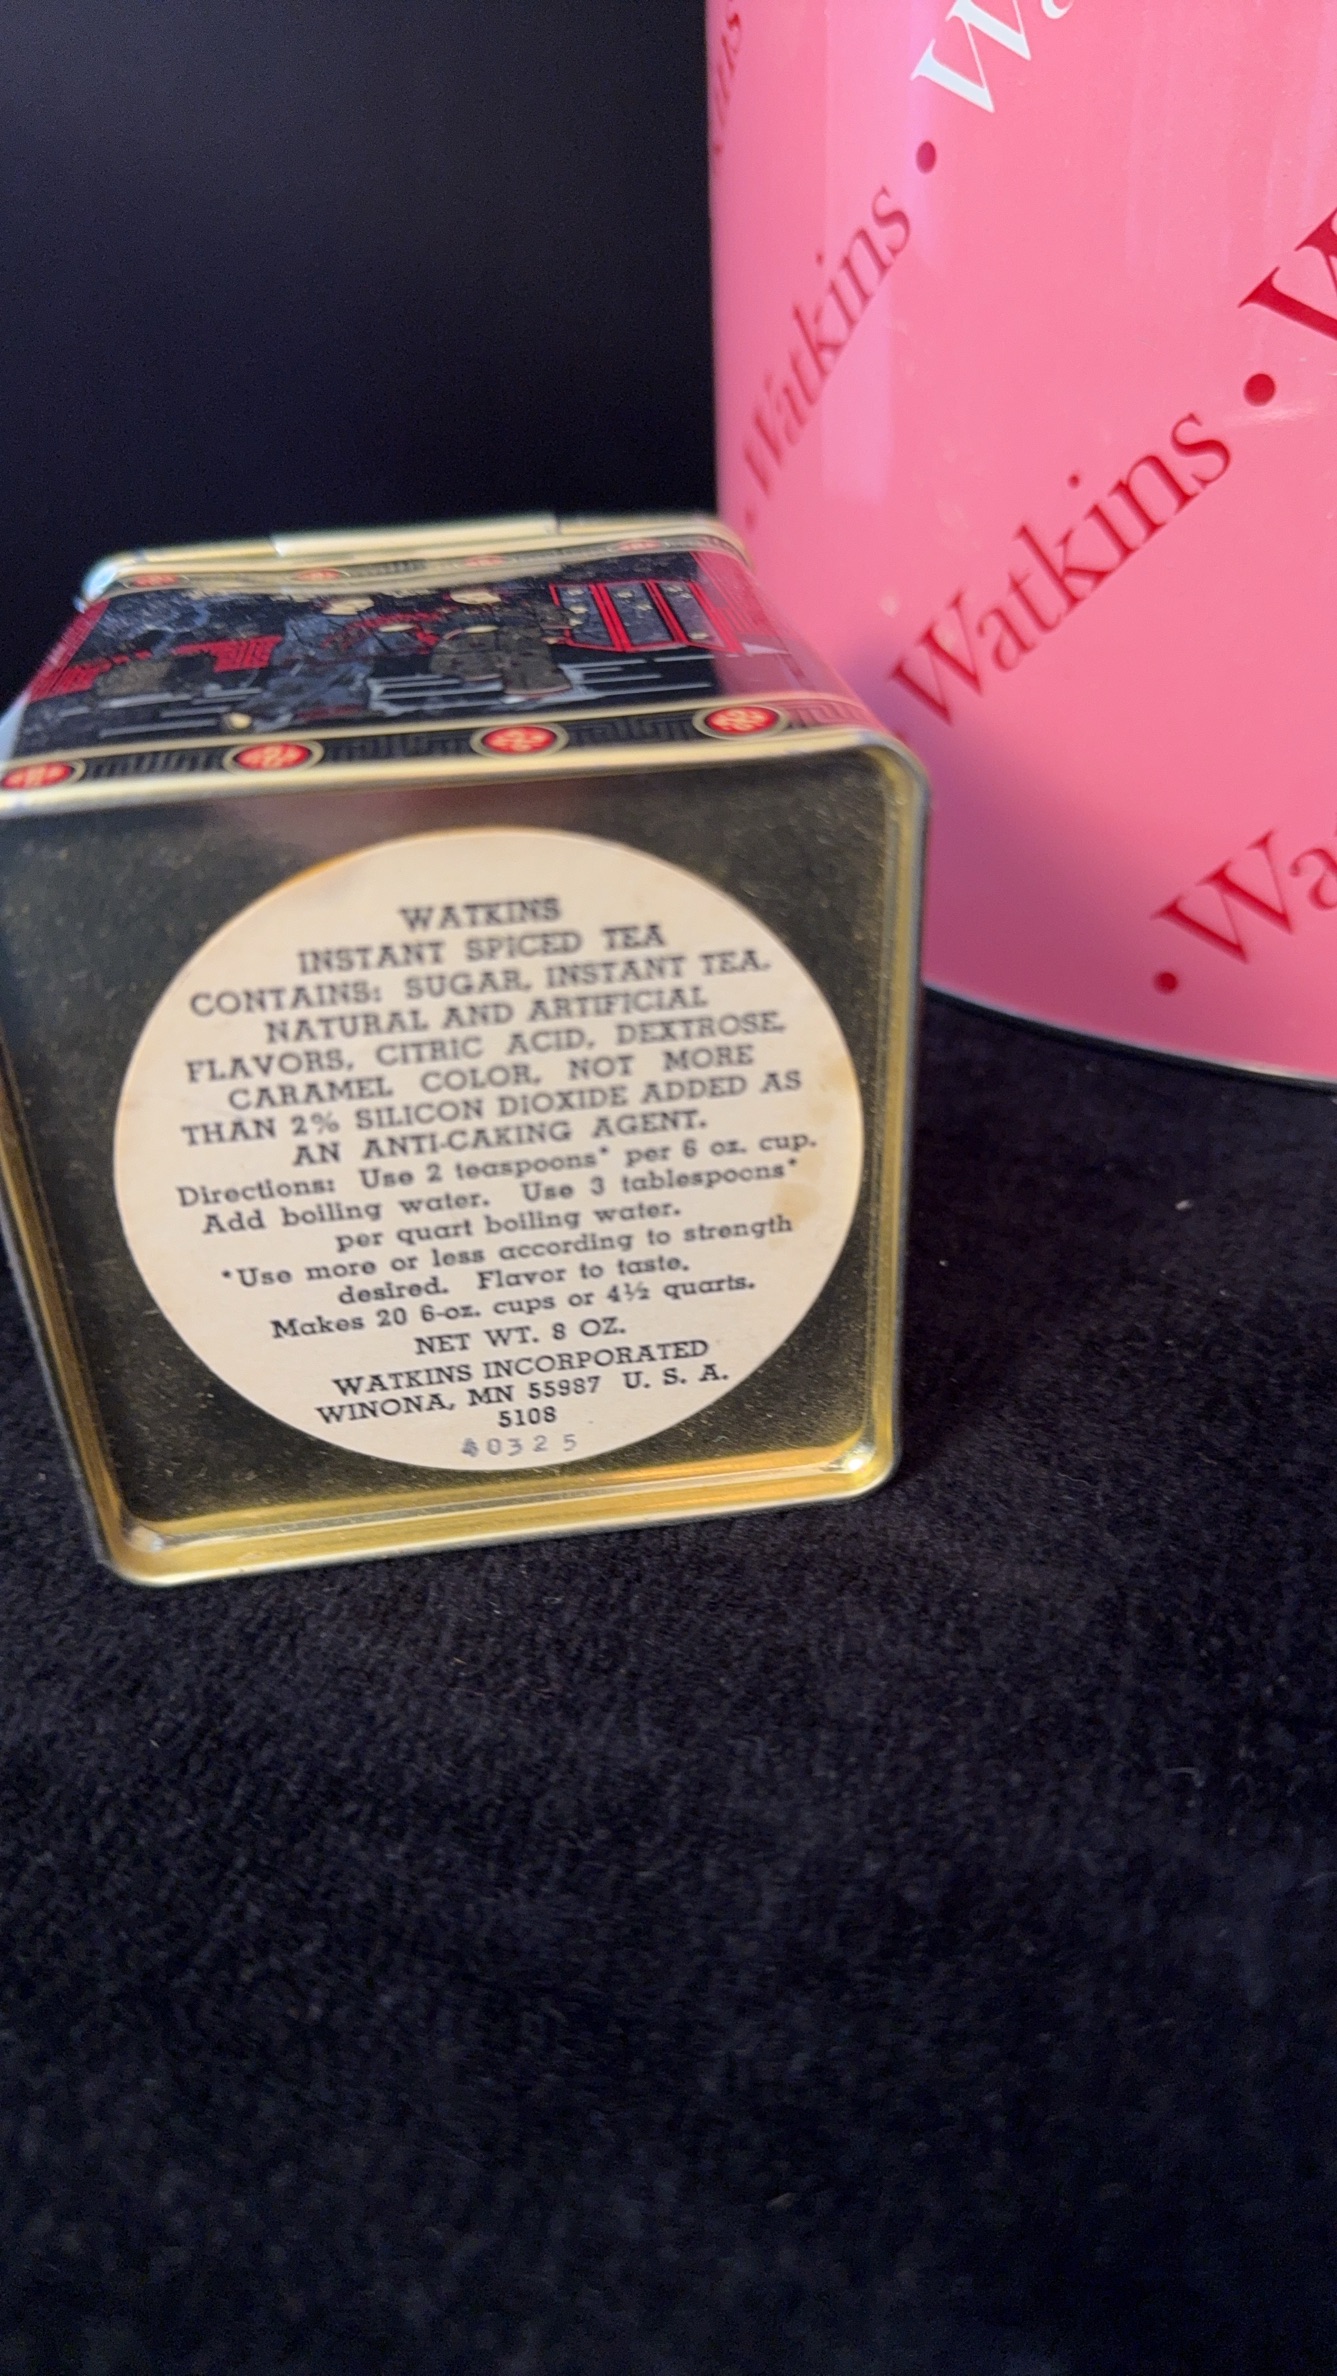 Watkins •
Watkins •
Watkins •
WATKINS
INSTANT SPICED TEA
CONTAINS: SUGAR, INSTANT TEA,
NATURAL AND ARTIFICIAL
FLAVORS, CITRIC ACID, DEXTROSE,
CARAMEL COLOR, NOT MORE
THAN 2% SILICON DIOXIDE ADDED AS
AN ANTI-CAKING AGENT.
Directions: Use 2 teaspoons* per 6 oz. cup.
Add boiling water. Use 3 tablespoons*
per quart boiling water.
*Use more or less according to strength
desired. Flavor to taste.
Makes 20 6-oz. cups or 4½ quarts.
NET WT. 8 OZ.
WATKINS INCORPORATED
WINONA, MN 55987 U. S. A.
5108
40325